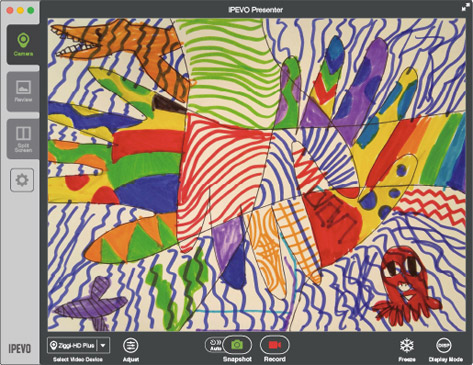 IPEVO Presenter
Camera
Review
Split
Screen
IPEVO
Ziggi-HD Plus
Select Video Device
Adjust
Auto
Snapshot
Record
Freeze
DISP
Display Mode